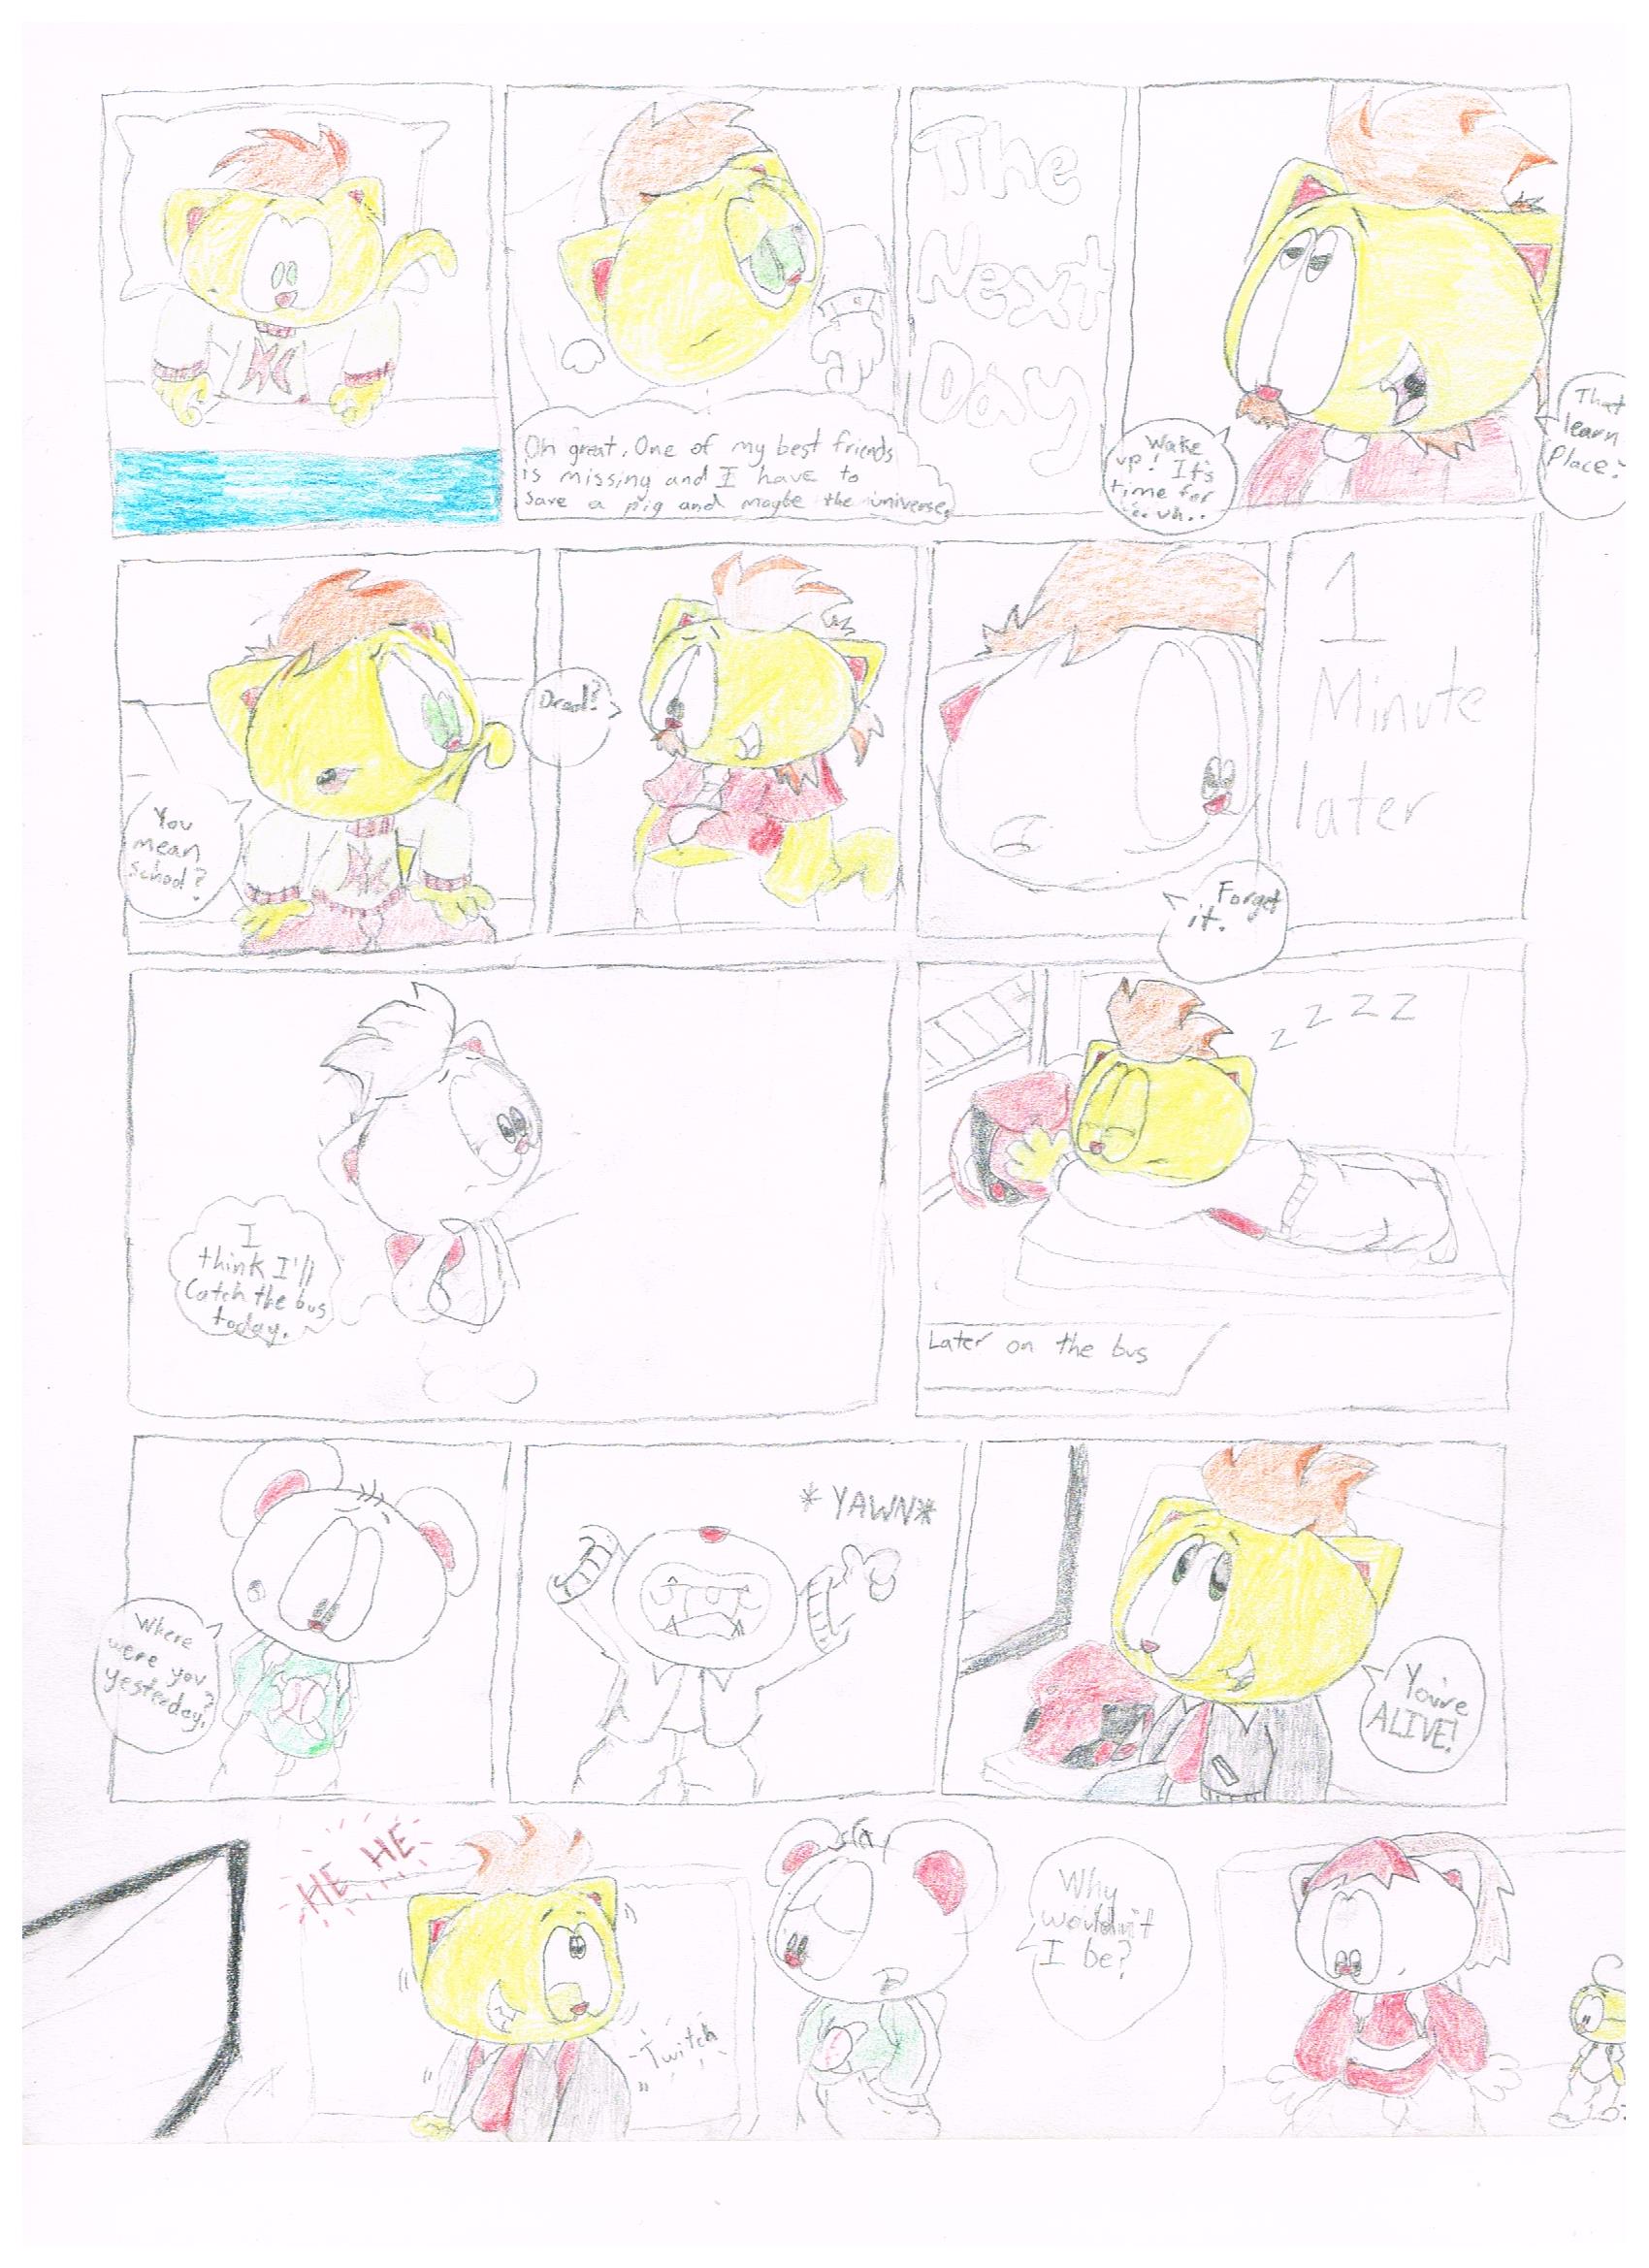 Oh great. One of my best friends
is missing and I have to
save a pig and maybe the universe.
The
Next
Day
Wake
up! It's
time for
... uh..
That
learn
place?
You
mean
school?
Dead?
Forget
it.
1
Minute
later
I
think I'll
Catch the bus
today.
z z z z
Later on the bus
Where
were you
yesterday?
*YAWN*
You're
ALIVE!
HE HE
-Twitch-
Why
wouldn't
I be?